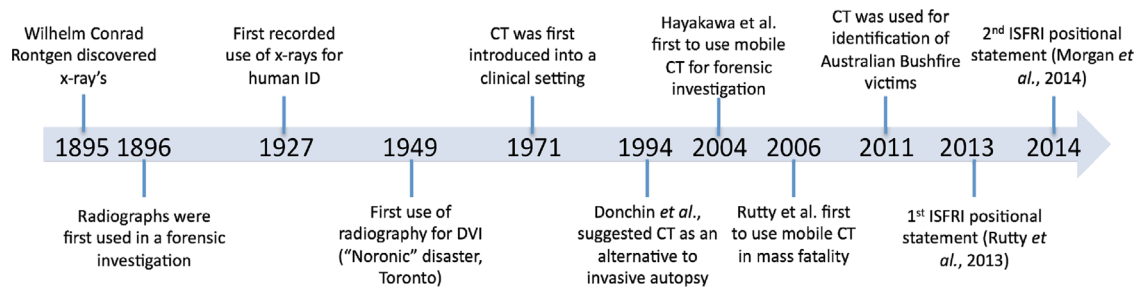 Wilhelm Conrad
Rontgen discovered
x-ray's
First recorded
use of x-rays for
human ID
CT was first
introduced into a
clinical setting
Hayakawa et al.
first to use mobile
CT for forensic
investigation
CT was used for
identification of
Australian Bushfire
victims
2nd ISFRI positional
statement (Morgan et
al., 2014)
1895 1896 1927 1949 1971 1994 2004 2006 2011 2013 2014
Radiographs were
first used in a forensic
investigation
First use of
radiography for DVI
("Noronic" disaster,
Toronto)
Donchin et al.,
suggested CT as an
alternative to
invasive autopsy
Rutty et al. first
to use mobile CT
in mass fatality
1st ISFRI positional
statement (Rutty et
al., 2013)